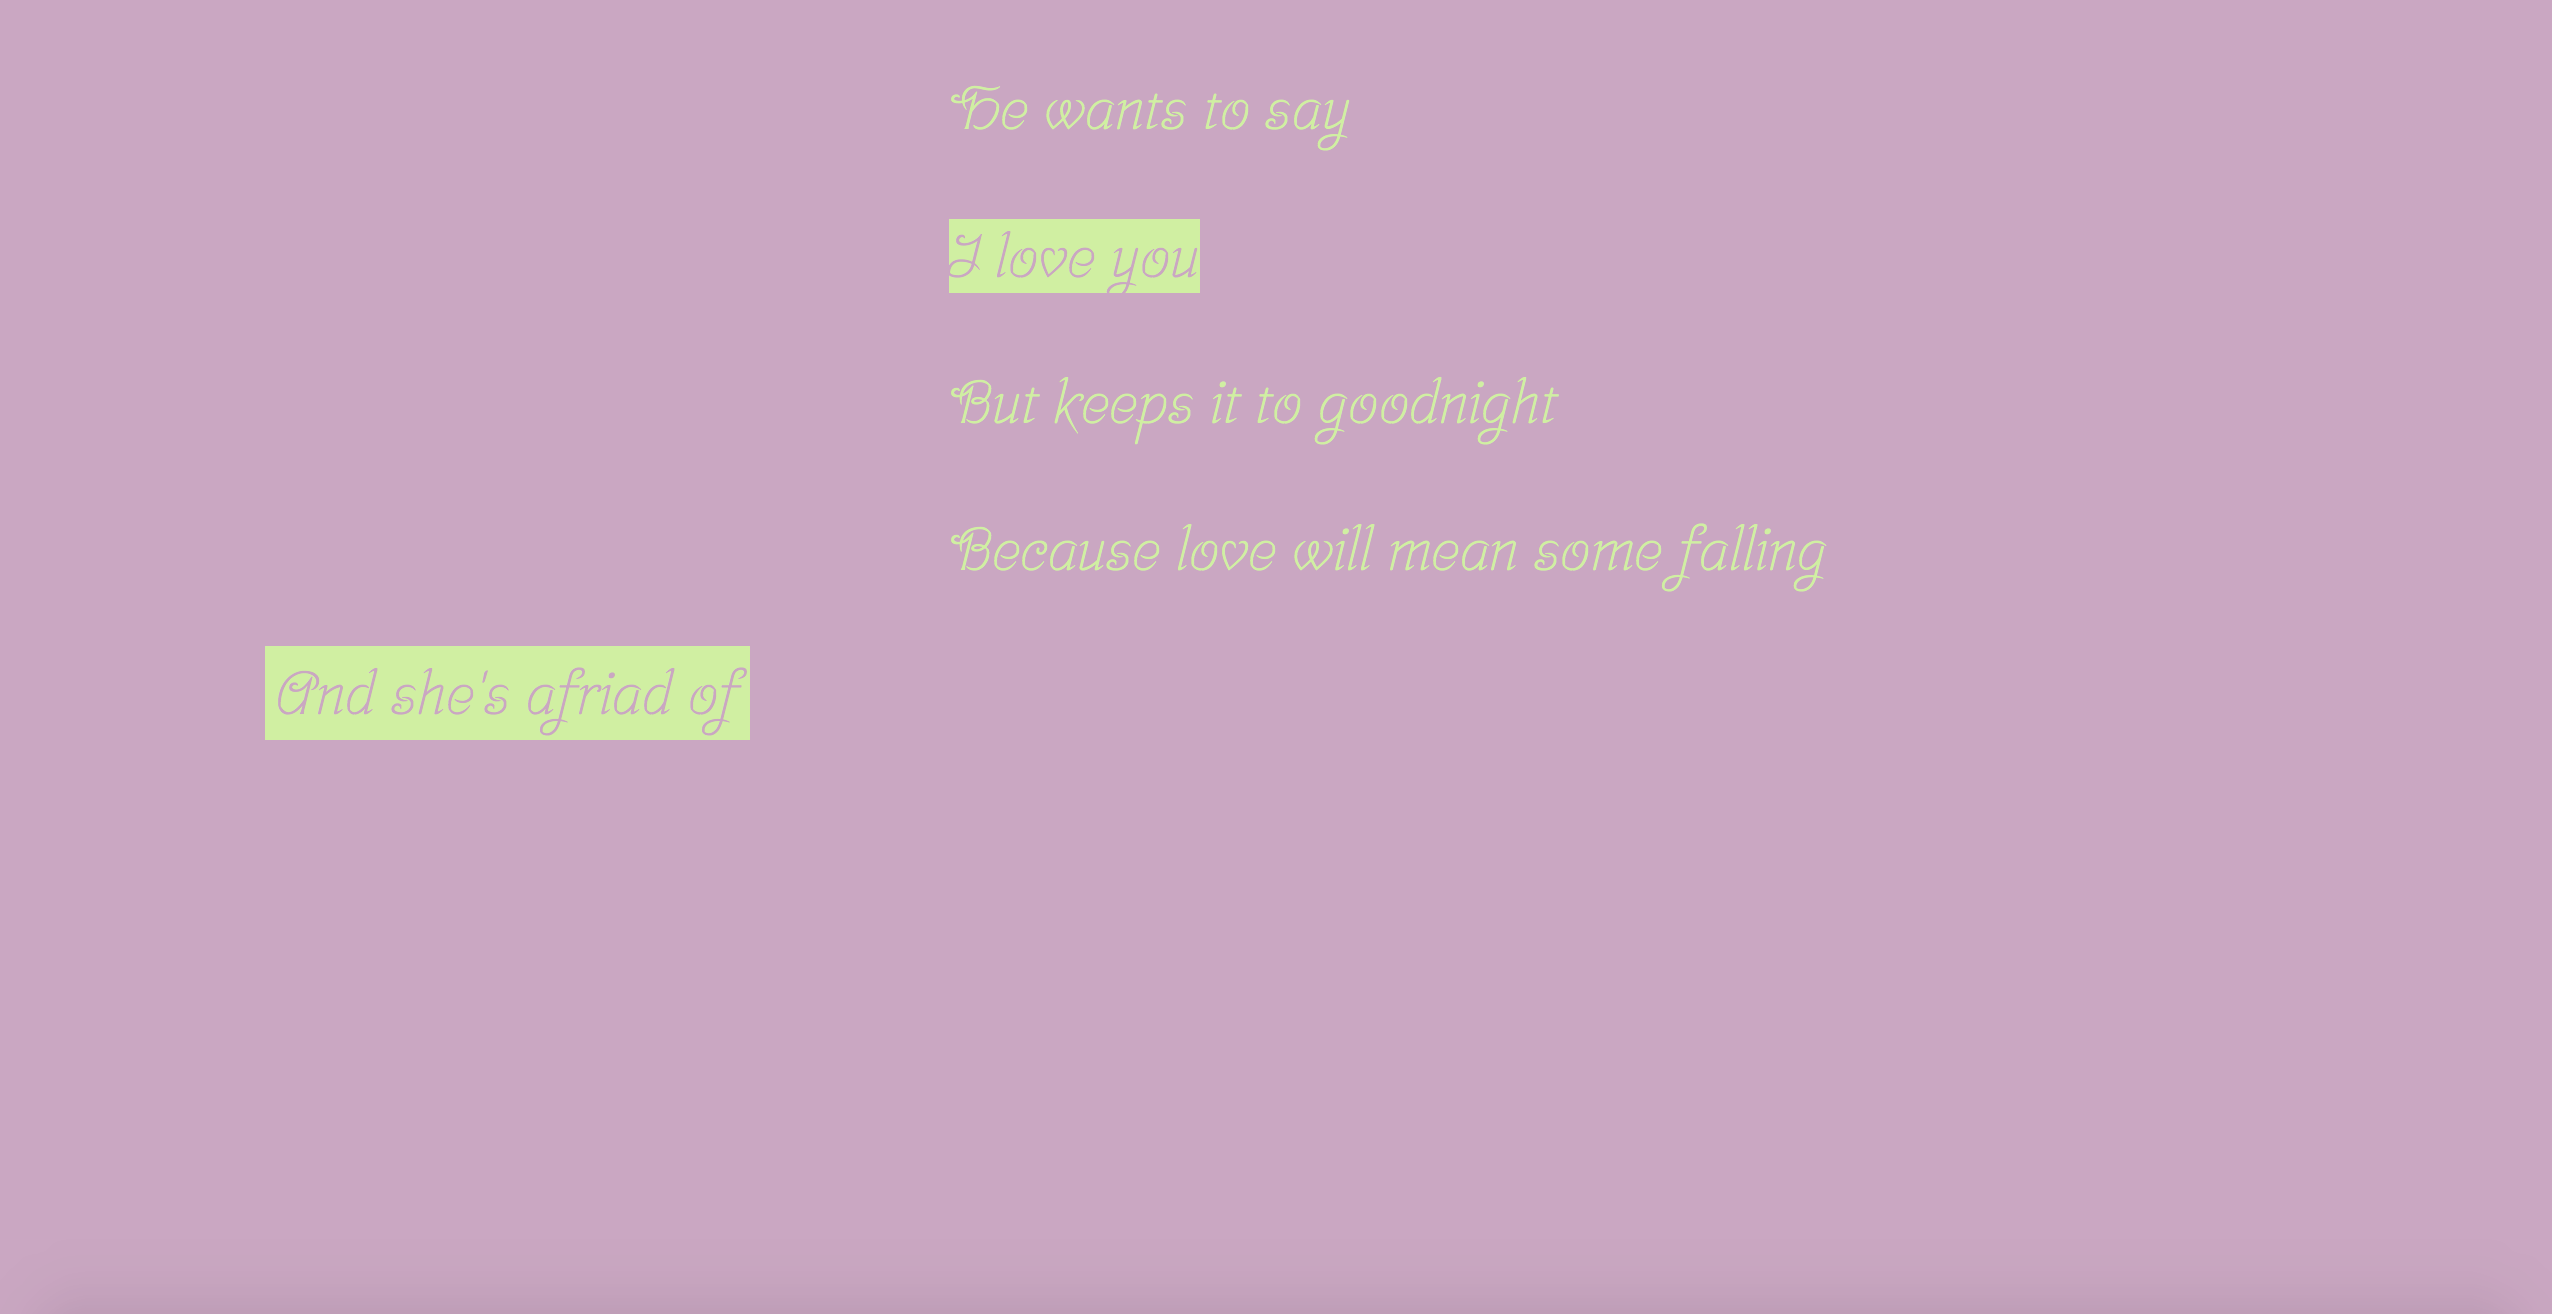 He wants to say
I love you
But keeps it to goodnight
Because love will mean some falling
And she's afriad of